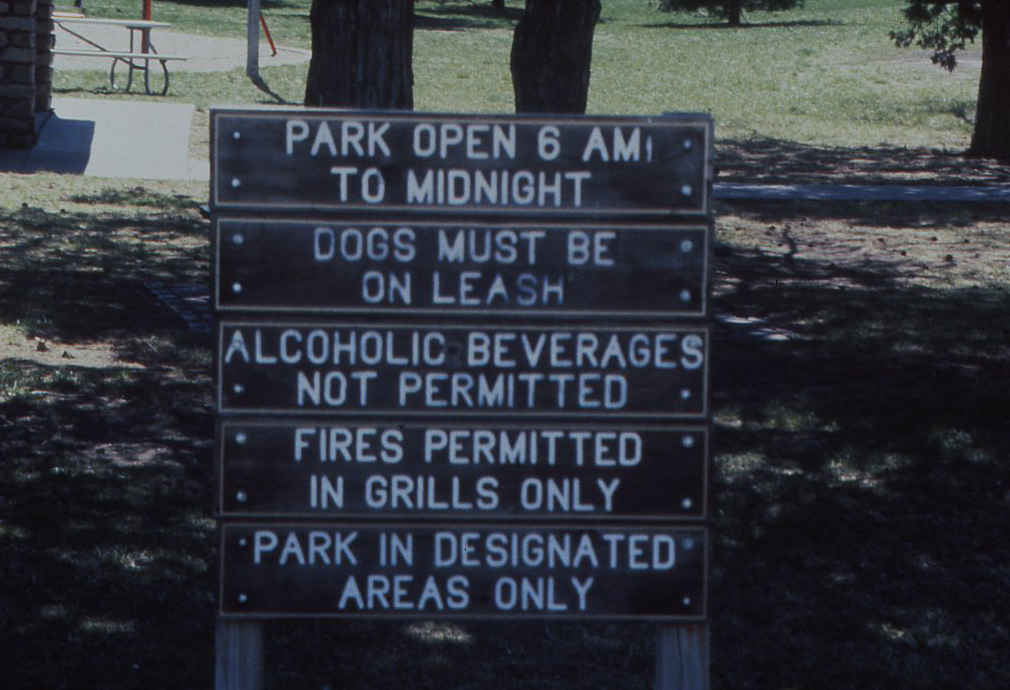 PARK OPEN 6 AM
TO MIDNIGHT
DOGS MUST BE
ON LEASH
ALCOHOLIC BEVERAGES
NOT PERMITTED
FIRES PERMITTED
IN GRILLS ONLY
PARK IN DESIGNATED
AREAS ONLY